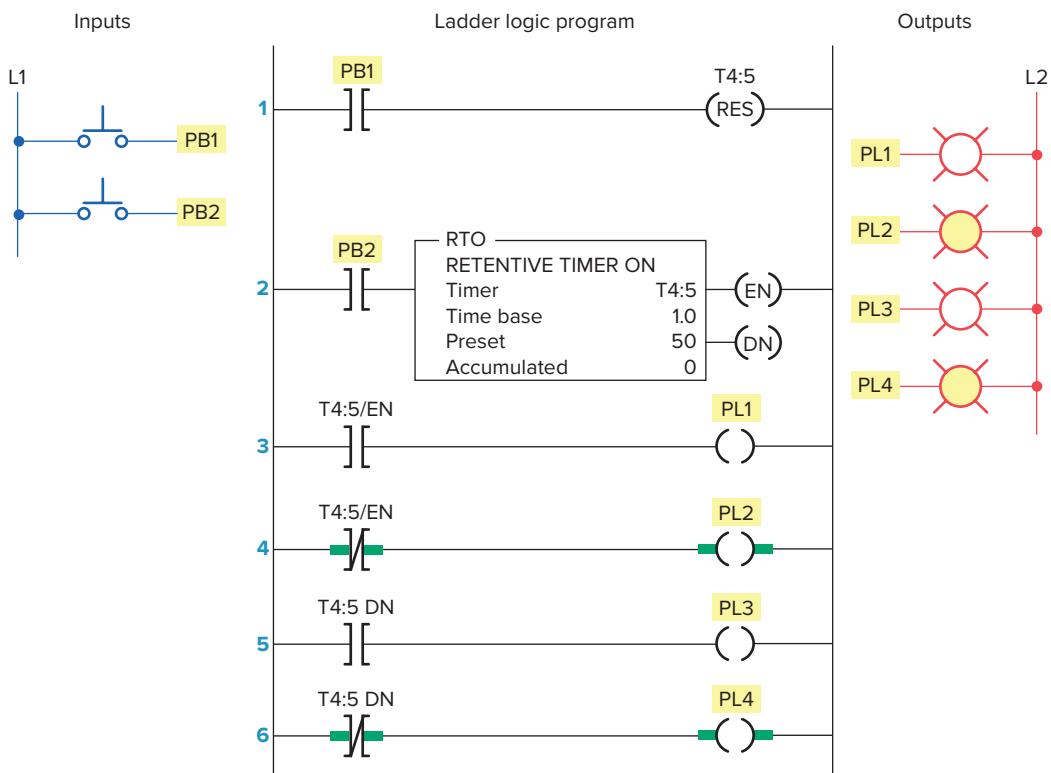 Inputs
Ladder logic program
Outputs
L1
PB1
PB2
1
PB1
T4:5
RES
2
PB2
RTO
RETENTIVE TIMER ON
Timer T4:5
Time base 1.0
Preset 50
Accumulated 0
EN
DN
3
T4:5/EN
PL1
4
T4:5/EN
PL2
5
T4:5 DN
PL3
6
T4:5 DN
PL4
L2
PL1
PL2
PL3
PL4